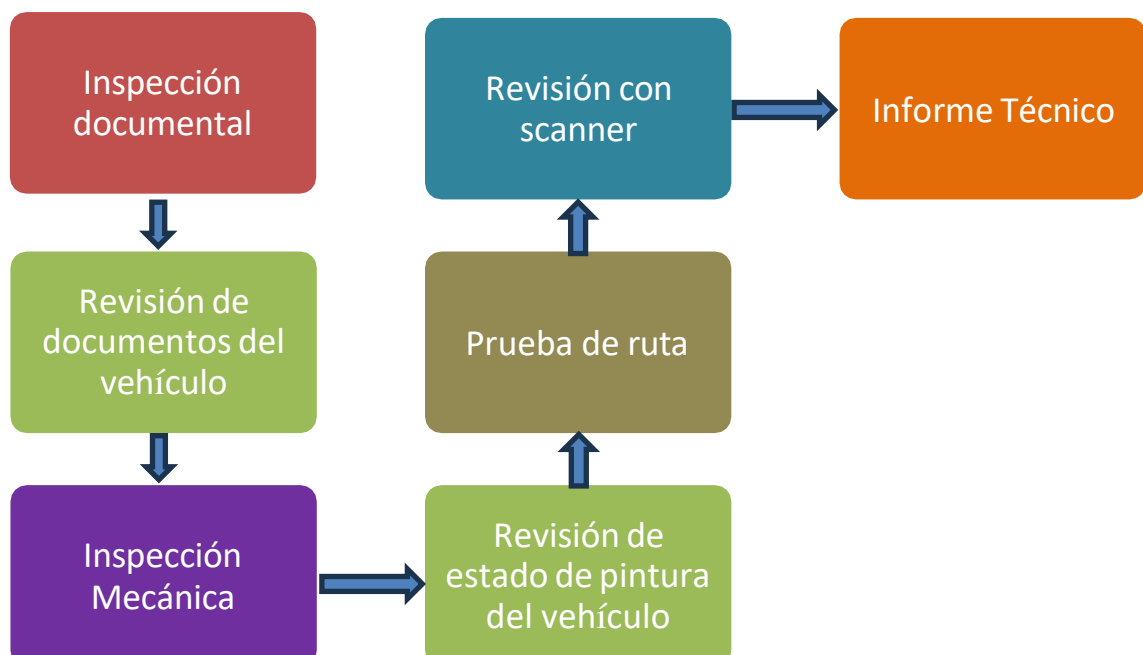 Inspección
documental
Revisión de
documentos del
vehículo
Inspección
Mecánica
Revisión de
estado de pintura
del vehículo
Prueba de ruta
Revisión con
scanner
Informe Técnico